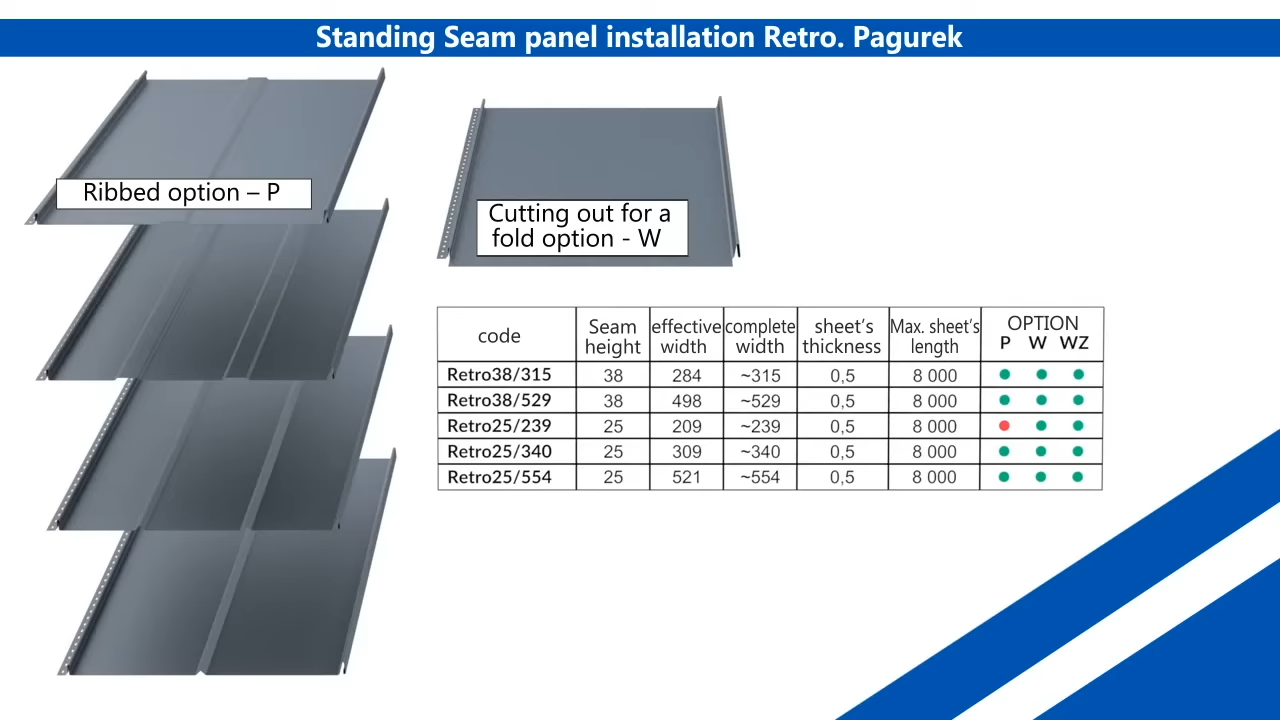 Standing Seam panel installation Retro. Pagurek
Ribbed option – P
Cutting out for a
fold option - W
code Seam height effective width complete width sheet's thickness Max. sheet's length OPTION P W WZ
Retro38/315 38 284 ~315 0,5 8 000
Retro38/529 38 498 ~529 0,5 8 000
Retro25/239 25 209 ~239 0,5 8 000
Retro25/340 25 309 ~340 0,5 8 000
Retro25/554 25 521 ~554 0,5 8 000